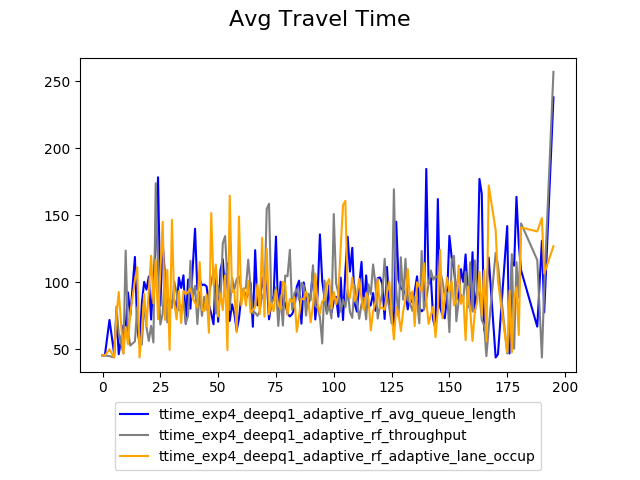 Avg Travel Time
250
200
150
100
50
0 25 50 75 100 125 150 175 200
ttime_exp4_deepq1_adaptive_rf_avg_queue_length
ttime_exp4_deepq1_adaptive_rf_throughput
ttime_exp4_deepq1_adaptive_rf_adaptive_lane_occup